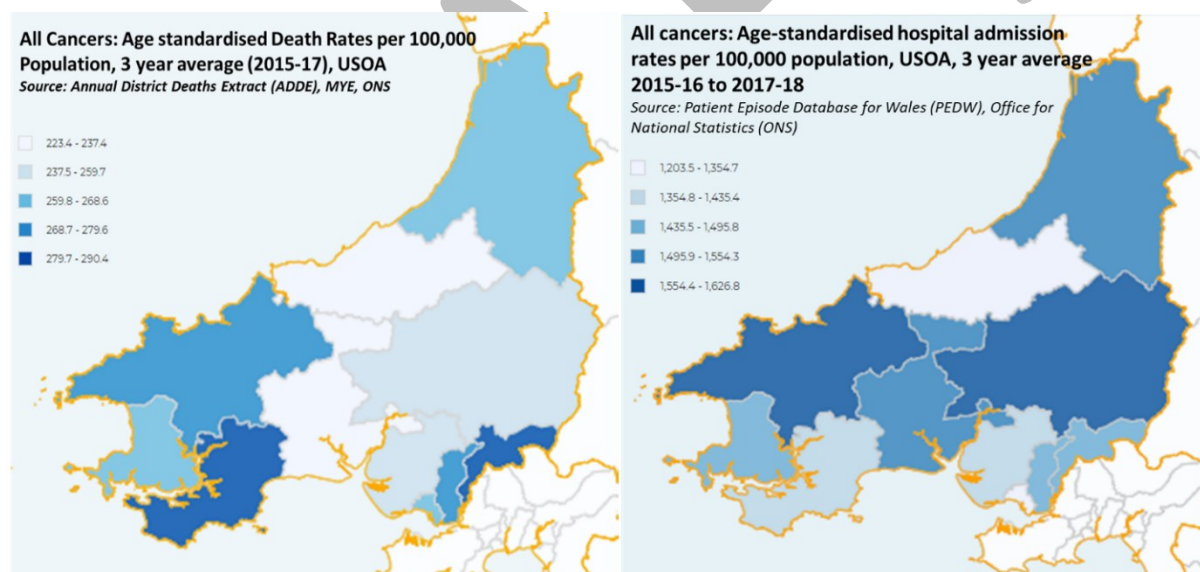 All Cancers: Age standardised Death Rates per 100,000
Population, 3 year average (2015-17), USOA
Source: Annual District Deaths Extract (ADDE), MYE, ONS
223.4 - 237.4
237.5 - 259.7
259.8 - 268.6
268.7 - 279.6
279.7 - 290.4
All cancers: Age-standardised hospital admission
rates per 100,000 population, USOA, 3 year average
2015-16 to 2017-18
Source: Patient Episode Database for Wales (PEDW), Office for
National Statistics (ONS)
1,203.5 - 1,354.7
1,354.8 - 1,435.4
1,435.5 - 1,495.8
1,495.9 - 1,554.3
1,554.4 - 1,626.8